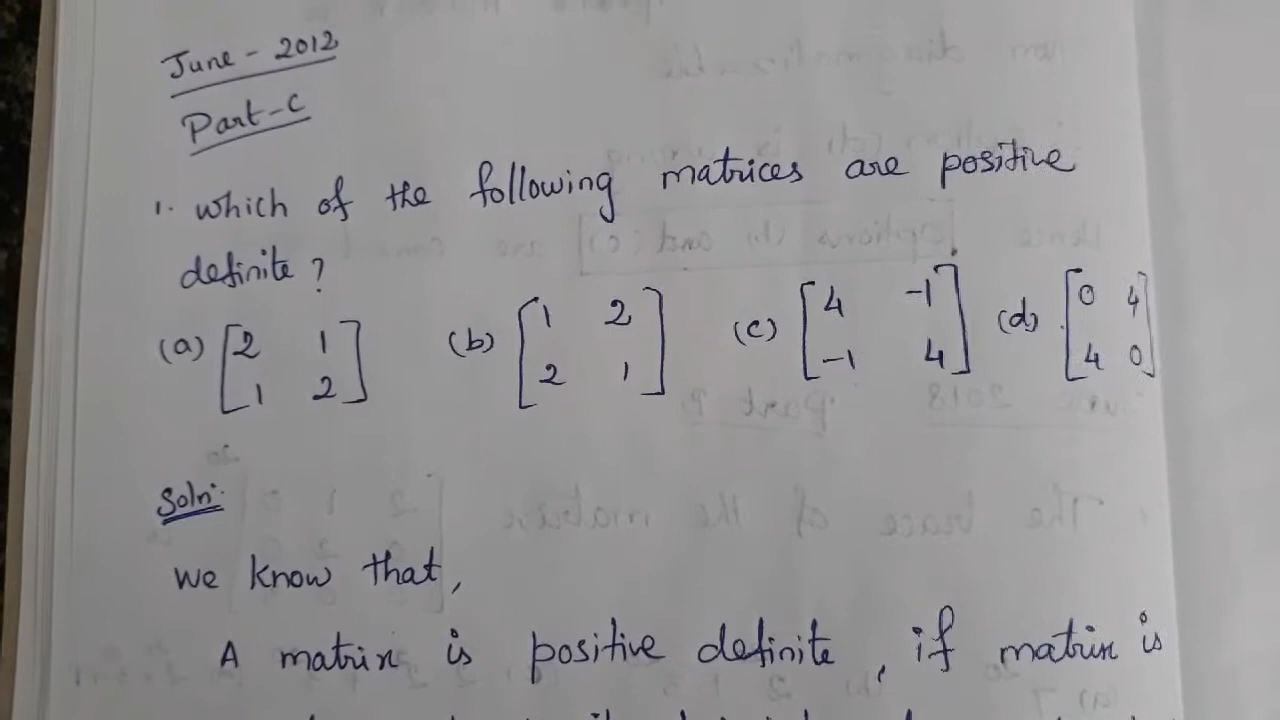 June - 2012
Part-C
1. which of the following matrices are positive
definite ?
(a) [2 1 (b) [1 2 (c) [4 -1 (d) [0 4
1 2] 2 1] -1 4] 4 0]
Soln:
we know that,
A matrix is positive definite, if matrix is